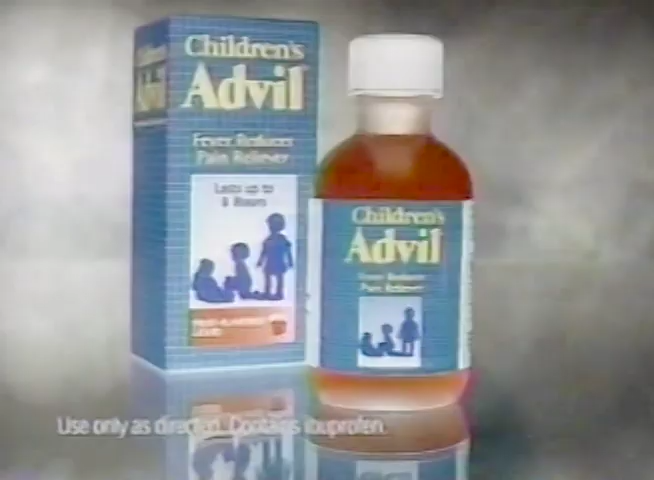 Children's
Advil
Fever Reducer
Pain Reliever
Lasts up to
8 Hours
Children's
Advil
Fever Reducer
Pain Reliever
Use only as directed. Contains ibuprofen.